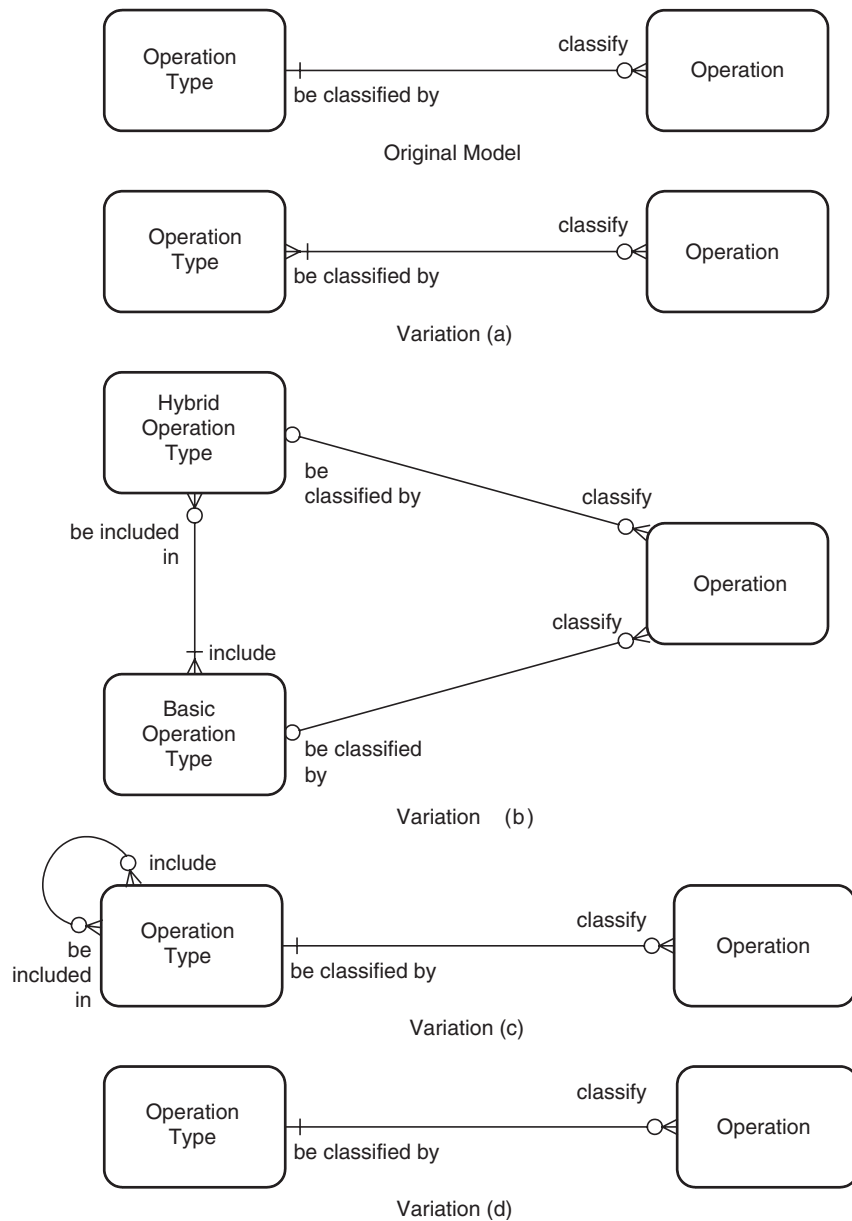 Operation
Type
classify
be classified by
Operation
Original Model
Operation
Type
classify
be classified by
Operation
Variation (a)
Hybrid
Operation
Type
be
classified by
classify
be included
in
Operation
classify
include
Basic
Operation
Type
be classified
by
Variation (b)
include
Operation
Type
be
included
in
classify
be classified by
Operation
Variation (c)
Operation
Type
classify
be classified by
Operation
Variation (d)